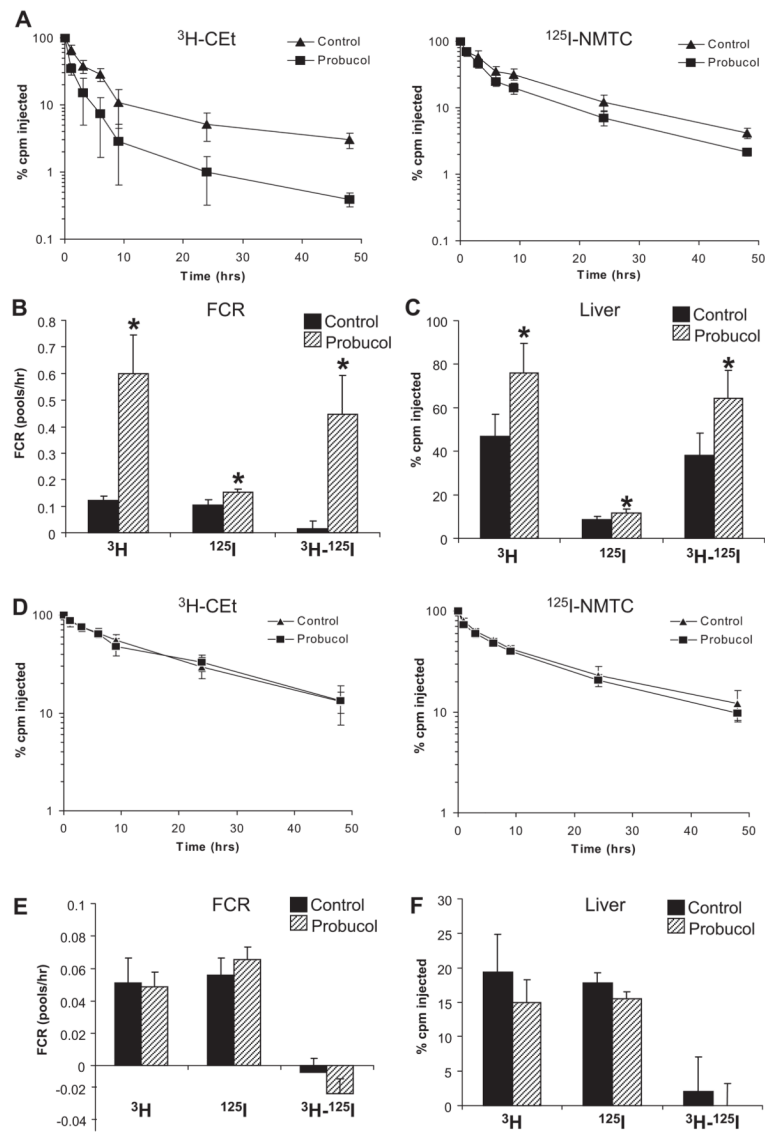 A
³H-CEt
Control
Probucol
% cpm injected
100
10
1
0.1
0 10 20 30 40 50
Time (hrs)
¹²⁵I-NMTC
Control
Probucol
% cpm injected
100
10
1
0.1
0 10 20 30 40 50
Time (hrs)
B
FCR
Control
Probucol
FCR (pools/hr)
0.8
0.7
0.6
0.5
0.4
0.3
0.2
0.1
0
* * *
³H ¹²⁵I ³H-¹²⁵I
C
Liver
Control
Probucol
% cpm injected
100
80
60
40
20
0
* * *
³H ¹²⁵I ³H-¹²⁵I
D
³H-CEt
Control
Probucol
% cpm injected
100
10
1
0 10 20 30 40 50
Time (hrs)
¹²⁵I-NMTC
Control
Probucol
% cpm injected
100
10
1
0 10 20 30 40 50
Time (hrs)
E
FCR
Control
Probucol
FCR (pools/hr)
0.1
0.08
0.06
0.04
0.02
0
-0.02
-0.04
³H ¹²⁵I ³H-¹²⁵I
F
Liver
Control
Probucol
% cpm injected
30
25
20
15
10
5
0
³H ¹²⁵I ³H-¹²⁵I